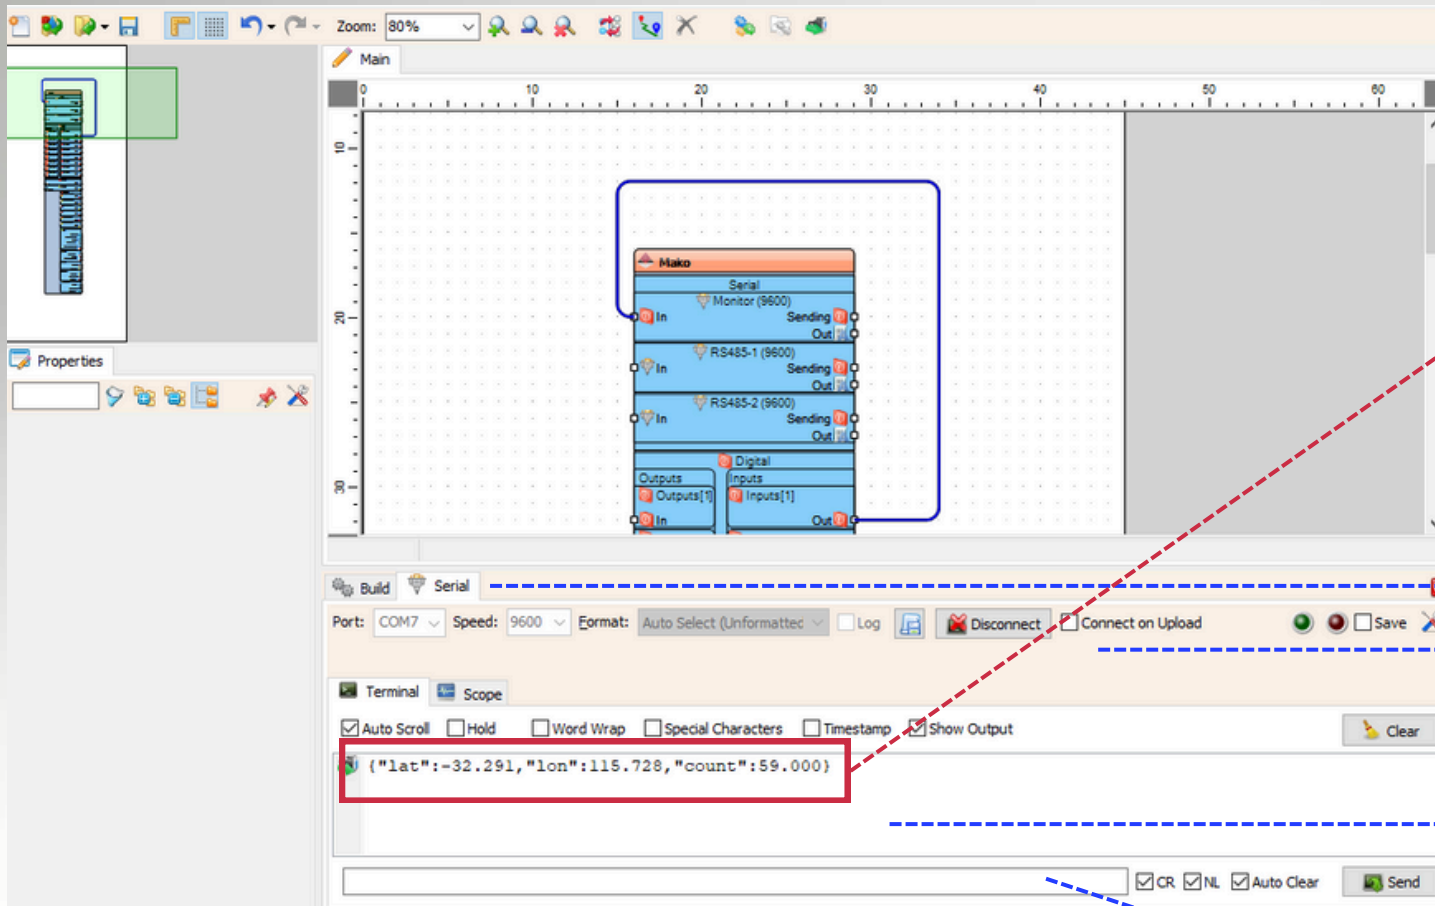 Zoom: 80%
Main
0 10 20 30 40 50 60
10
20
30
Mako
Serial
Monitor (9600)
In Sending
Out
RS485-1 (9600)
In Sending
Out
RS485-2 (9600)
In Sending
Out
Digital
Outputs Inputs
Outputs[1] Inputs[1]
In Out
Properties
Build Serial
Port: COM7 Speed: 9600 Format: Auto Select (Unformattec Log Disconnect Connect on Upload Save
Terminal Scope
Auto Scroll Hold Word Wrap Special Characters Timestamp Show Output Clear
{"lat":-32.291,"lon":115.728,"count":59.000}
CR NL Auto Clear Send